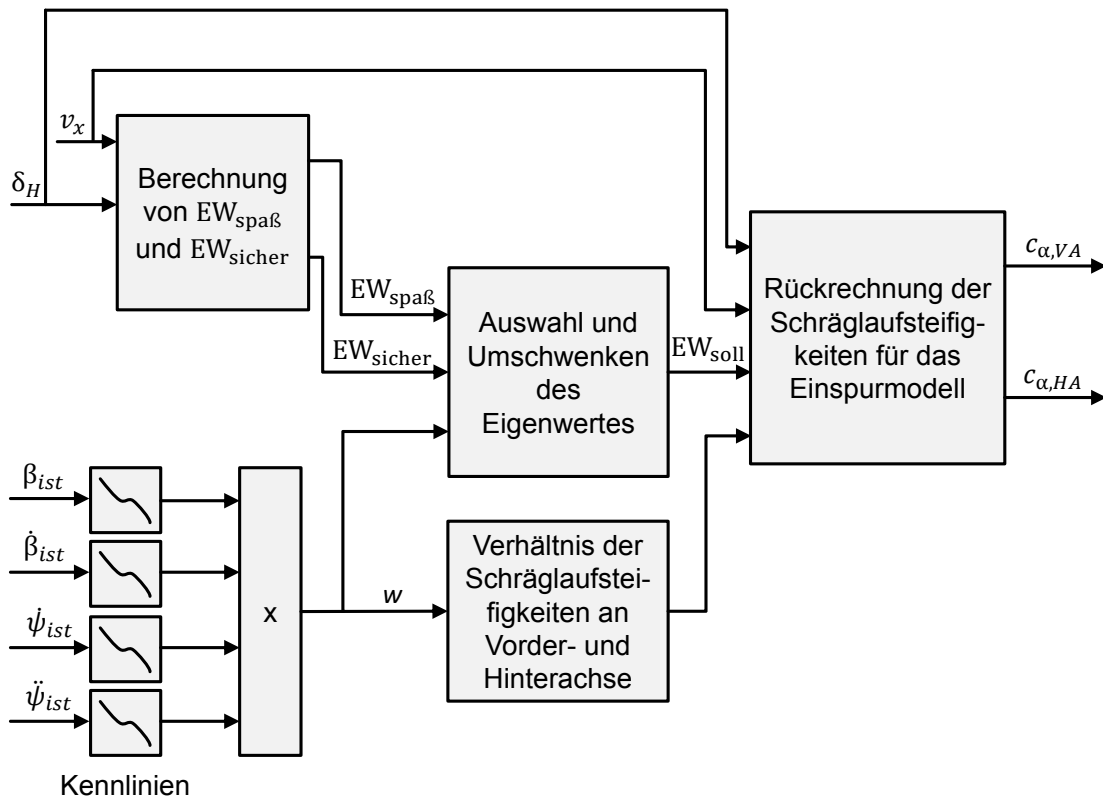 v_x
δ_H
Berechnung
von EW_spaß
und EW_sicher
EW_spaß
EW_sicher
Auswahl und
Umschwenken
des
Eigenwertes
EW_soll
Rückrechnung der
Schräglaufsteifig-
keiten für das
Einspurmodell
c_α,VA
c_α,HA
β_ist
β̇_ist
ψ̇_ist
ψ̈_ist
Kennlinien
x
w
Verhältnis der
Schräglaufstei-
figkeiten an
Vorder- und
Hinterachse